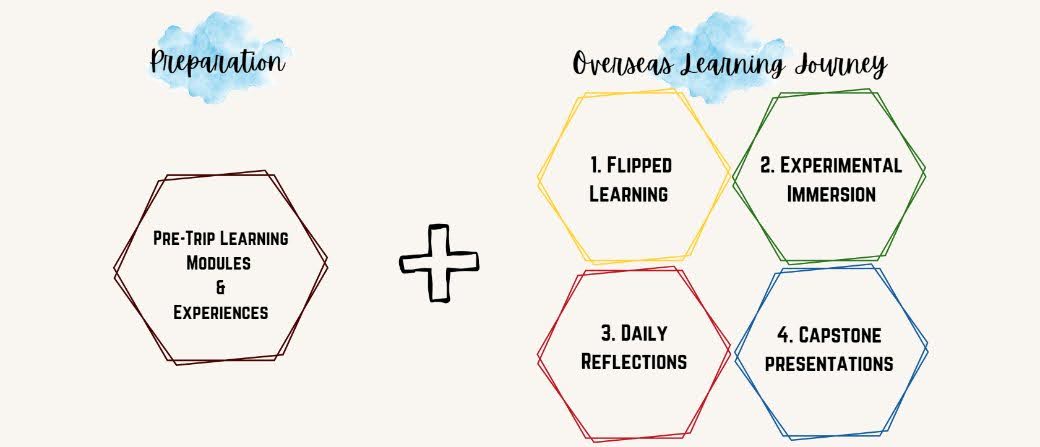 Preparation
Pre-Trip Learning
Modules
&
Experiences
Overseas Learning Journey
1. Flipped
Learning
2. Experimental
Immersion
3. Daily
Reflections
4. Capstone
presentations